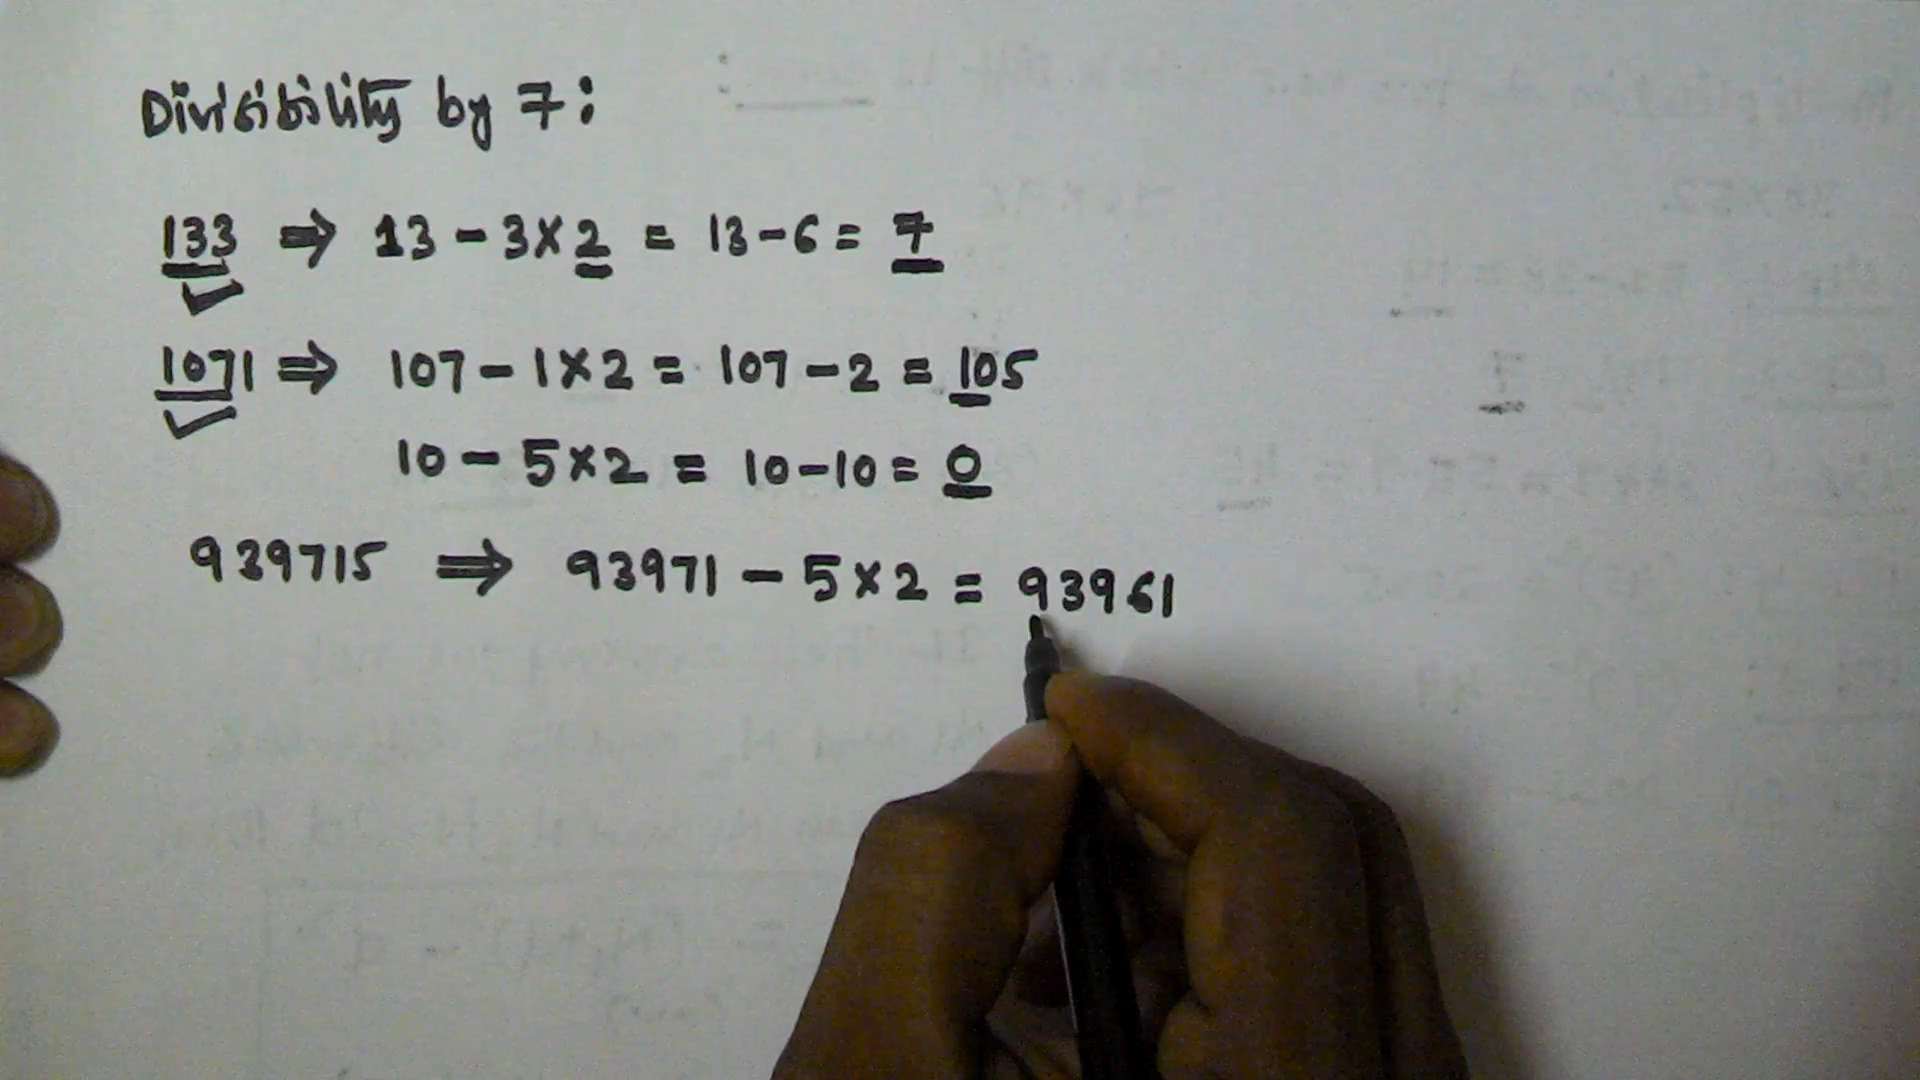 Divisibility by 7:
133 ⇒ 13 - 3×2 = 13-6 = 7
1071 ⇒ 107 - 1×2 = 107 - 2 = 105
10 - 5×2 = 10-10 = 0
939715 ⇒ 93971 - 5×2 = 93961